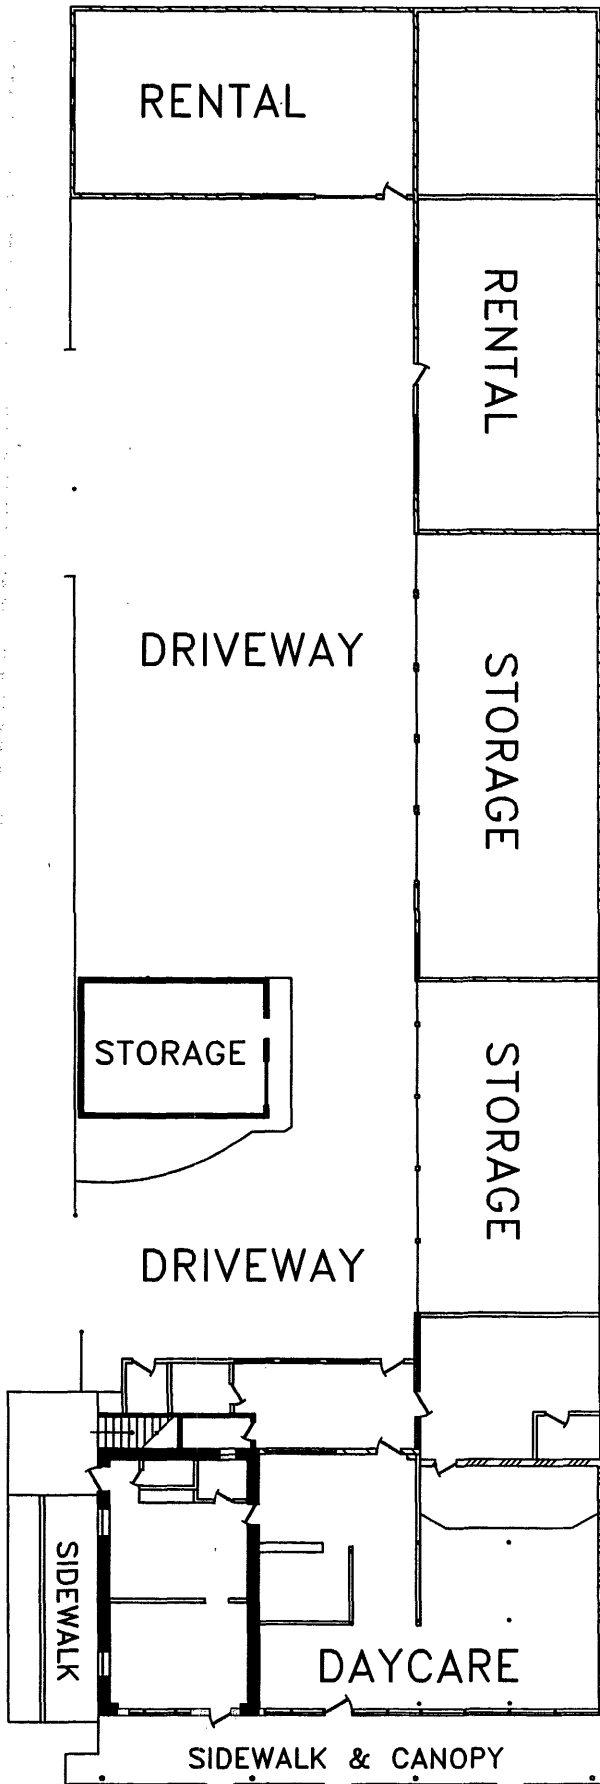 RENTAL
RENTAL
DRIVEWAY
STORAGE
STORAGE
STORAGE
DRIVEWAY
SIDEWALK
DAYCARE
SIDEWALK & CANOPY